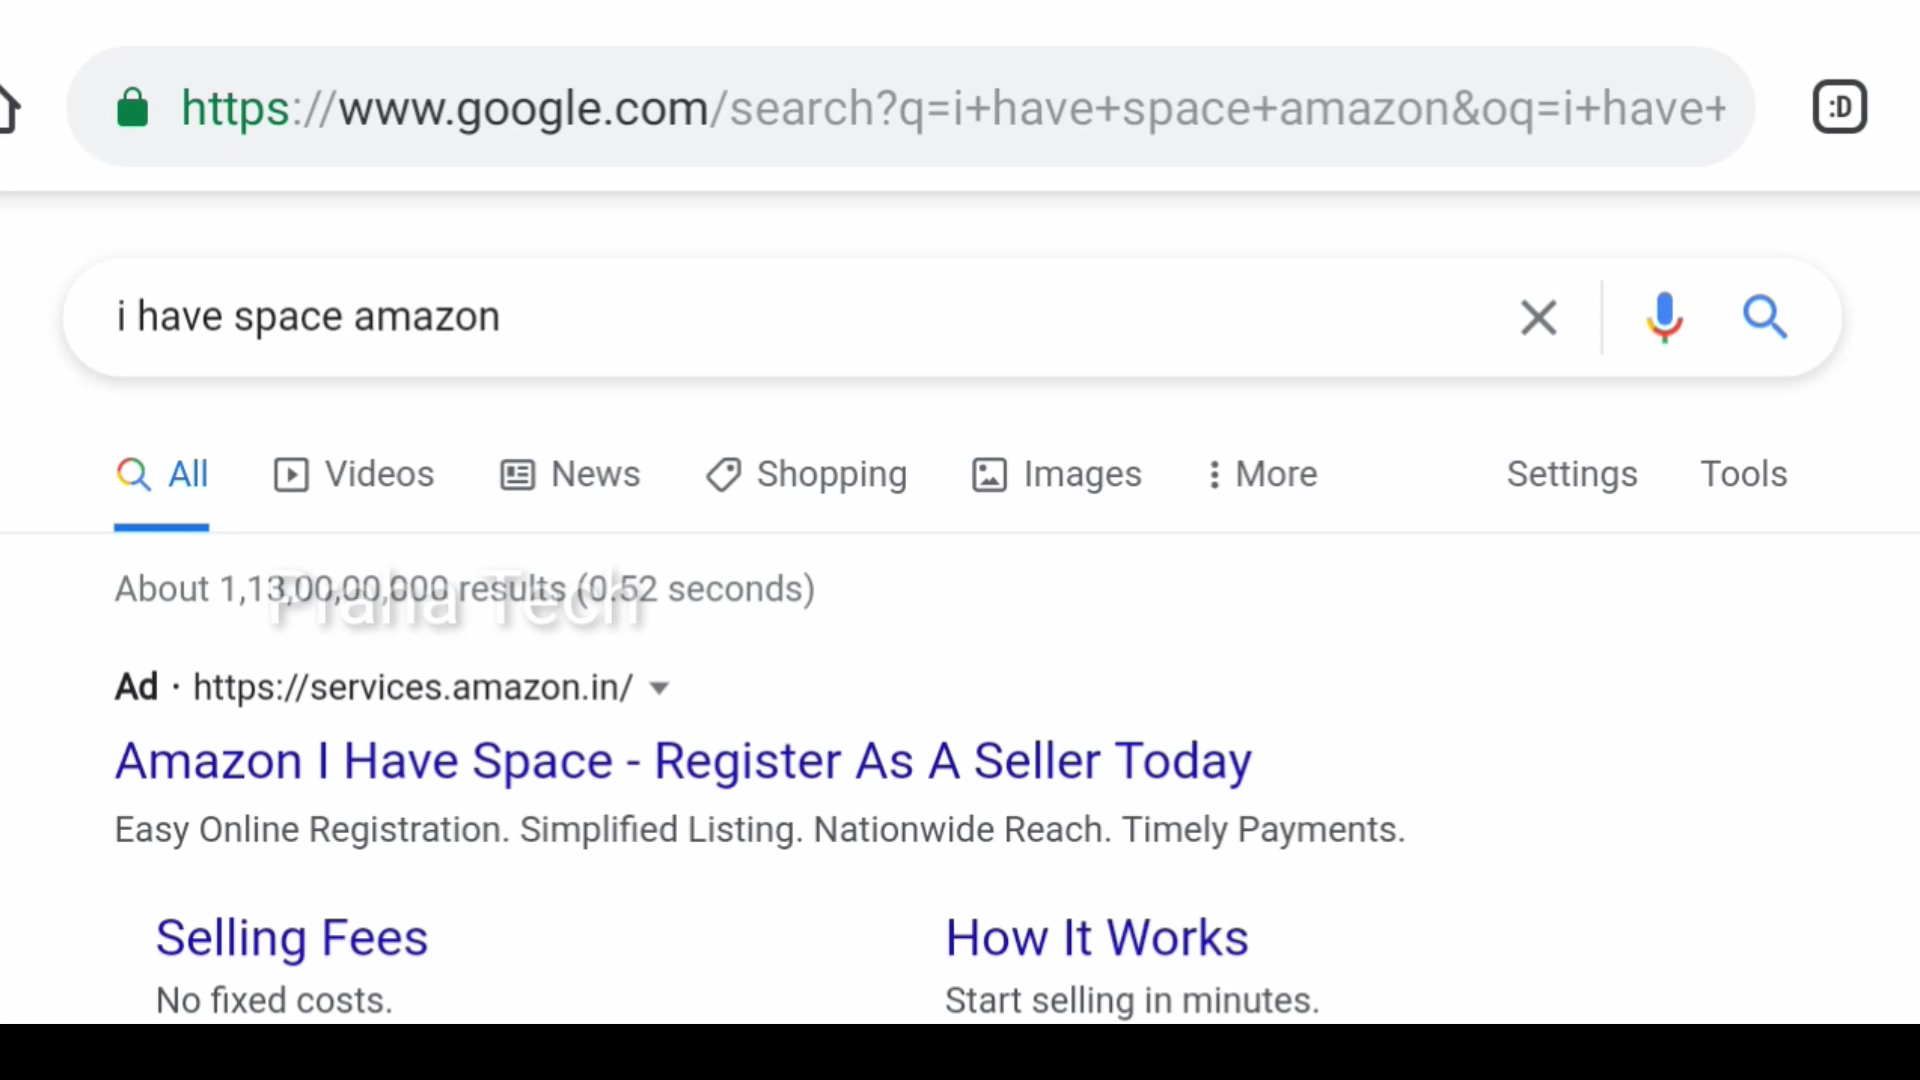 https://www.google.com/search?q=i+have+space+amazon&oq=i+have+
:D
i have space amazon
All Videos News Shopping Images More Settings Tools
About 1,13,00,00,000 results (0.52 seconds)
Praha Tech
Ad · https://services.amazon.in/
Amazon I Have Space - Register As A Seller Today
Easy Online Registration. Simplified Listing. Nationwide Reach. Timely Payments.
Selling Fees How It Works
No fixed costs. Start selling in minutes.